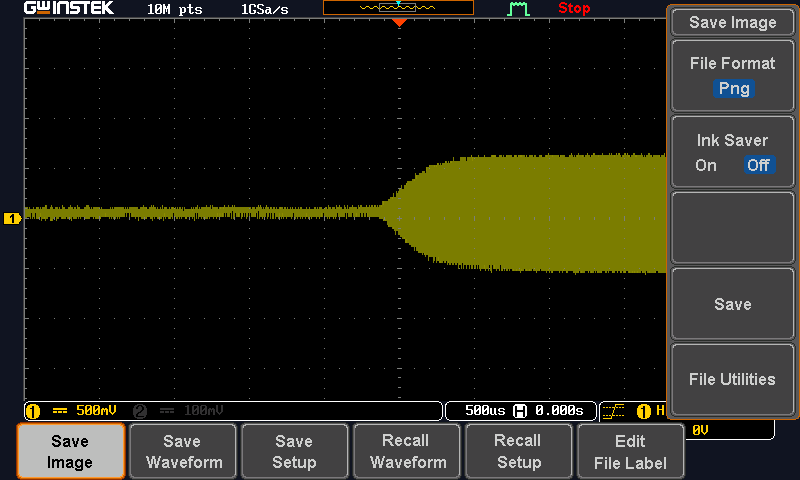 GWINSTEK 10M pts 1GSa/s Stop
Save Image
File Format
Png
Ink Saver
On Off
1
Save
File Utilities
1 500mV 2 100mV 500us H 0.000s 1 H
0V
Save Image
Save Waveform
Save Setup
Recall Waveform
Recall Setup
Edit File Label